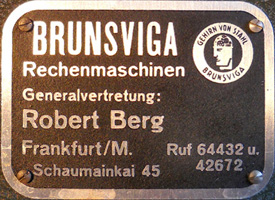 BRUNSVIGA
GEHIRN VON STAHL
BRUNSVIGA
Rechenmaschinen
Generalvertretung:
Robert Berg
Frankfurt/M. Ruf 64432 u.
Schaumainkai 45 42672